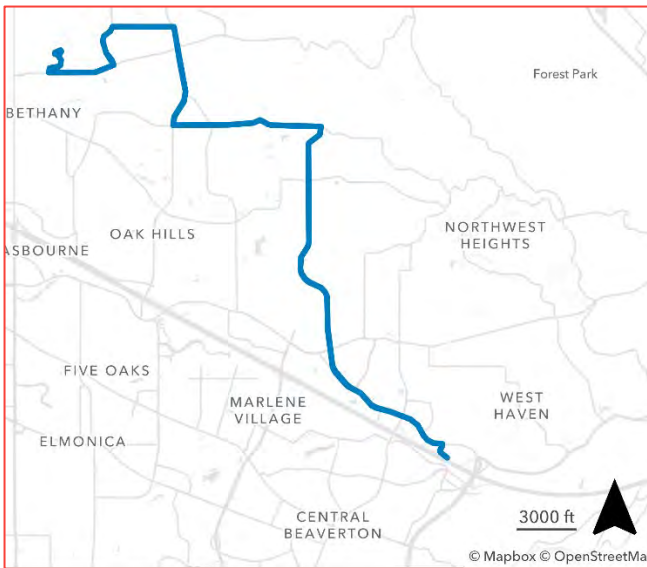 Forest Park
BETHANY
OAK HILLS
NORTHWEST
HEIGHTS
ASBOURNE
FIVE OAKS
MARLENE
VILLAGE
WEST
HAVEN
ELMONICA
CENTRAL
BEAVERTON
3000 ft
© Mapbox © OpenStreetMa